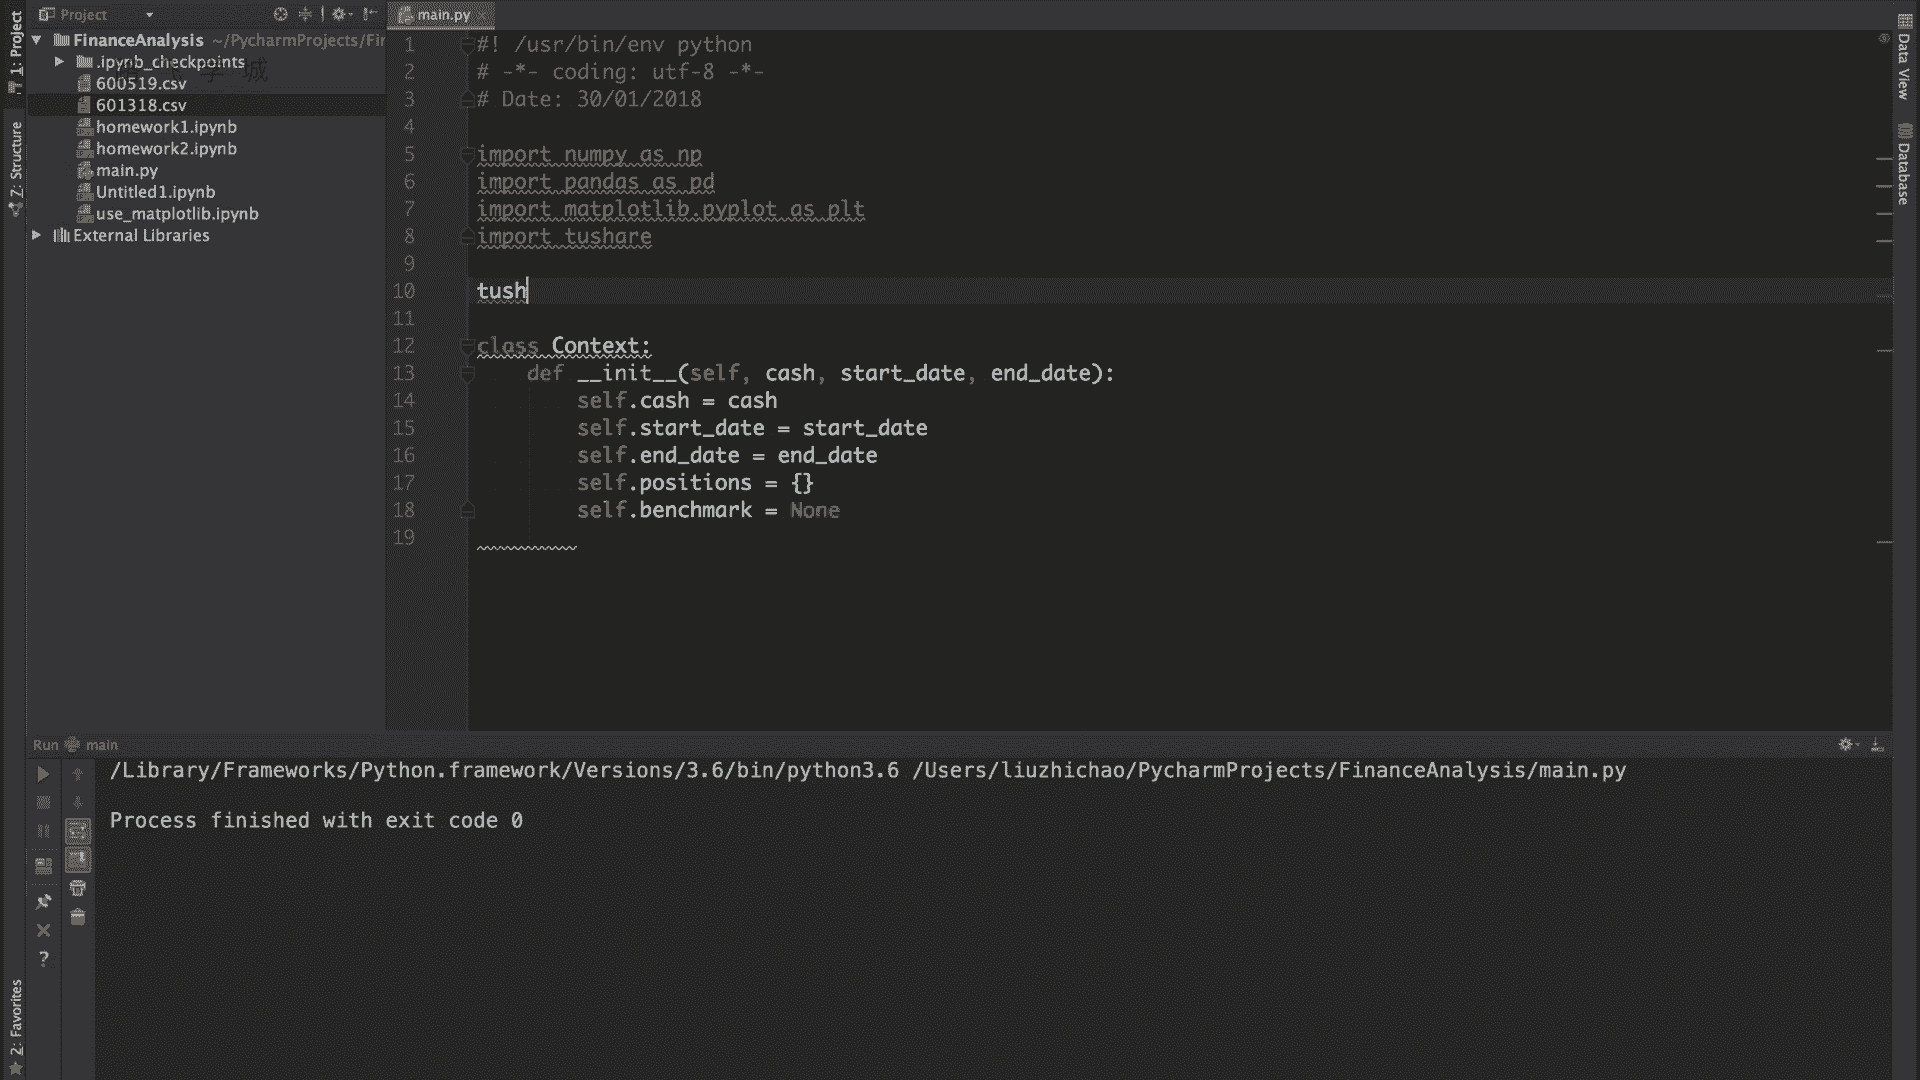 1: Project
Project
FinanceAnalysis ~/PycharmProjects/Fir
.ipynb_checkpoints
600519.csv
601318.csv
homework1.ipynb
homework2.ipynb
main.py
Untitled1.ipynb
use_matplotlib.ipynb
External Libraries
Z: Structure
2: Favorites
main.py
1 #! /usr/bin/env python
2 # -*- coding: utf-8 -*-
3 # Date: 30/01/2018
4
5 import numpy as np
6 import pandas as pd
7 import matplotlib.pyplot as plt
8 import tushare
9
10 tush
11
12 class Context:
13 def __init__(self, cash, start_date, end_date):
14 self.cash = cash
15 self.start_date = start_date
16 self.end_date = end_date
17 self.positions = {}
18 self.benchmark = None
19
Data View
Database
Run main
/Library/Frameworks/Python.framework/Versions/3.6/bin/python3.6 /Users/liuzhichao/PycharmProjects/FinanceAnalysis/main.py
Process finished with exit code 0